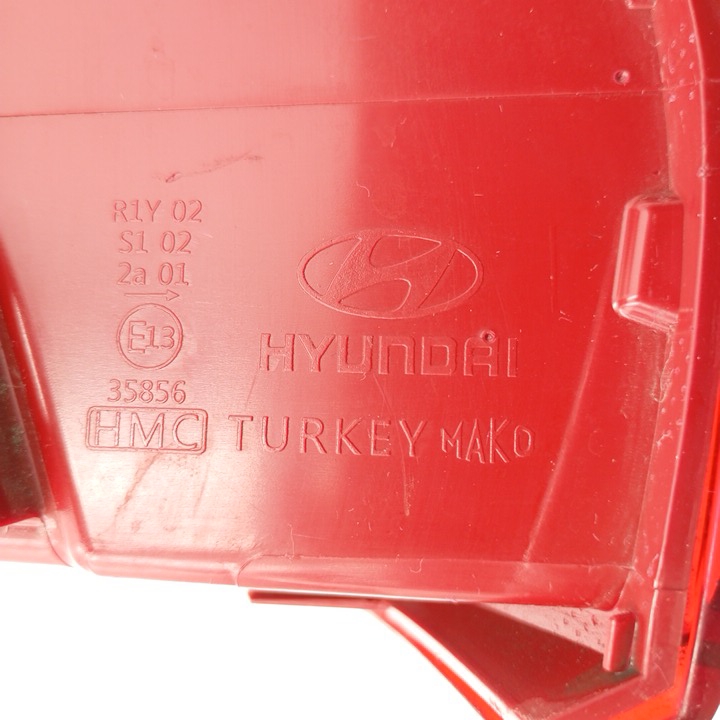 R1Y 02
S1 02
2a 01
E13
35856
HYUNDAI
HMC TURKEY MAKO